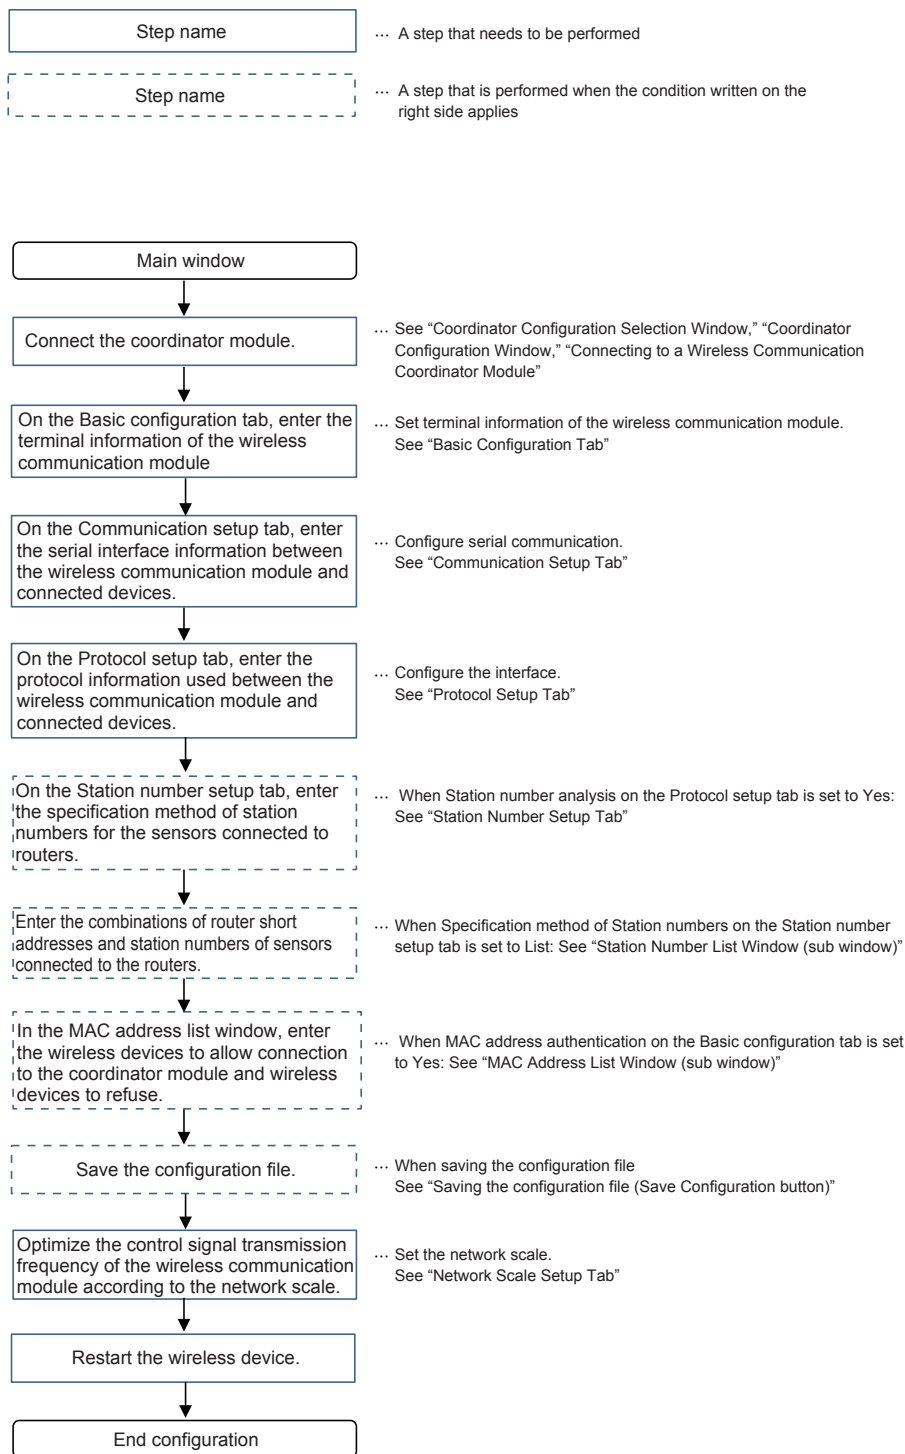 Step name
… A step that needs to be performed
Step name
… A step that is performed when the condition written on the
right side applies
Main window
Connect the coordinator module.
… See “Coordinator Configuration Selection Window,” “Coordinator
Configuration Window,” “Connecting to a Wireless Communication
Coordinator Module”
On the Basic configuration tab, enter the
terminal information of the wireless
communication module
… Set terminal information of the wireless communication module.
See “Basic Configuration Tab”
On the Communication setup tab, enter
the serial interface information between
the wireless communication module and
connected devices.
… Configure serial communication.
See “Communication Setup Tab”
On the Protocol setup tab, enter the
protocol information used between the
wireless communication module and
connected devices.
… Configure the interface.
See “Protocol Setup Tab”
On the Station number setup tab, enter
the specification method of station
numbers for the sensors connected to
routers.
… When Station number analysis on the Protocol setup tab is set to Yes:
See “Station Number Setup Tab”
Enter the combinations of router short
addresses and station numbers of sensors
connected to the routers.
… When Specification method of Station numbers on the Station number
setup tab is set to List: See “Station Number List Window (sub window)”
In the MAC address list window, enter
the wireless devices to allow connection
to the coordinator module and wireless
devices to refuse.
… When MAC address authentication on the Basic configuration tab is set
to Yes: See “MAC Address List Window (sub window)”
Save the configuration file.
… When saving the configuration file
See “Saving the configuration file (Save Configuration button)”
Optimize the control signal transmission
frequency of the wireless communication
module according to the network scale.
… Set the network scale.
See “Network Scale Setup Tab”
Restart the wireless device.
End configuration